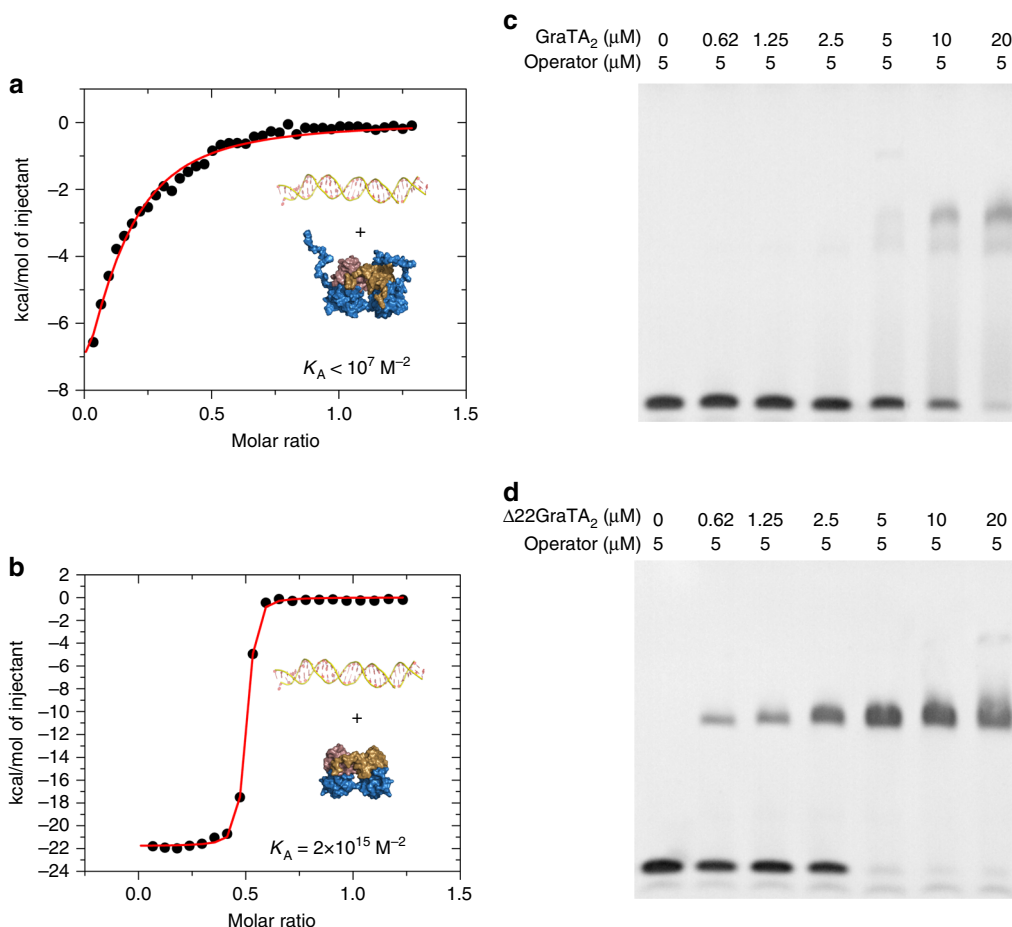 a
0
−2
−4
−6
−8
kcal/mol of injectant
+
K_A < 10⁷ M⁻²
0.0 0.5 1.0 1.5
Molar ratio
b
2
0
−2
−4
−6
−8
−10
−12
−14
−16
−18
−20
−22
−24
kcal/mol of injectant
+
K_A = 2×10¹⁵ M⁻²
0.0 0.5 1.0 1.5
Molar ratio
c
GraTA₂ (μM) 0 0.62 1.25 2.5 5 10 20
Operator (μM) 5 5 5 5 5 5 5
d
Δ22GraTA₂ (μM) 0 0.62 1.25 2.5 5 10 20
Operator (μM) 5 5 5 5 5 5 5